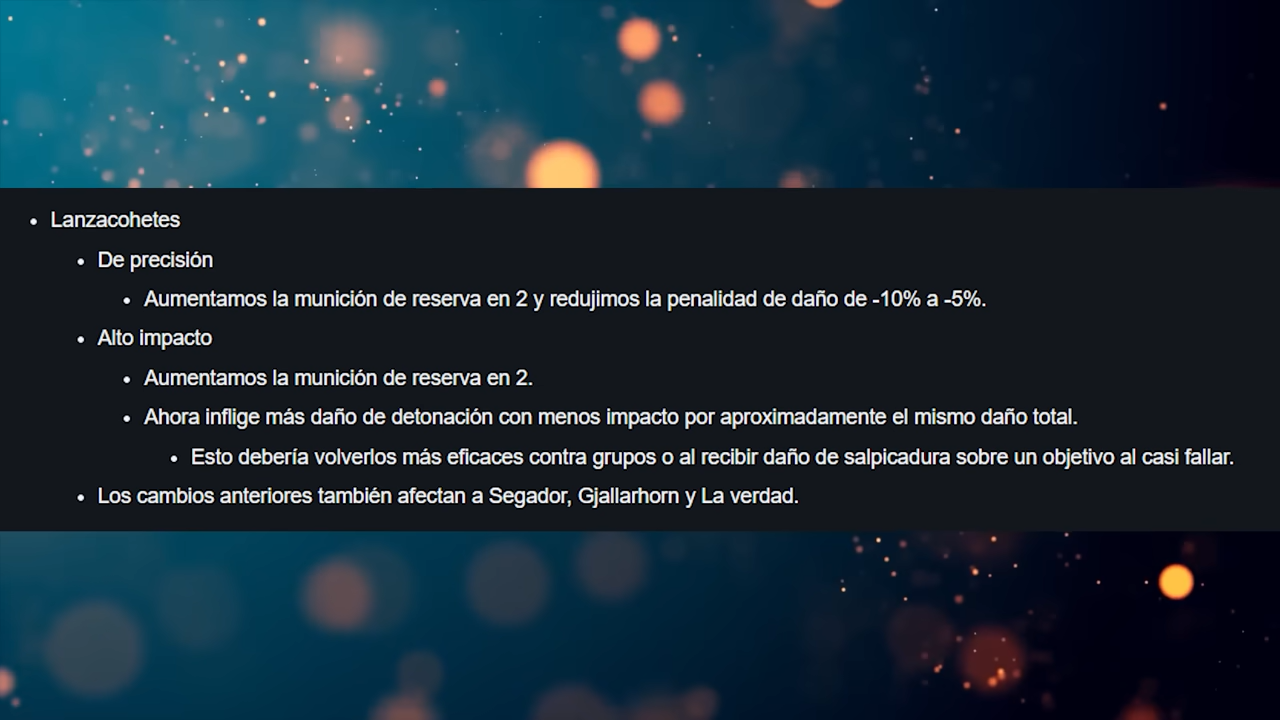 Lanzacohetes
De precisión
Aumentamos la munición de reserva en 2 y redujimos la penalidad de daño de -10% a -5%.
Alto impacto
Aumentamos la munición de reserva en 2.
Ahora inflige más daño de detonación con menos impacto por aproximadamente el mismo daño total.
Esto debería volverlos más eficaces contra grupos o al recibir daño de salpicadura sobre un objetivo al casi fallar.
Los cambios anteriores también afectan a Segador, Gjallarhorn y La verdad.